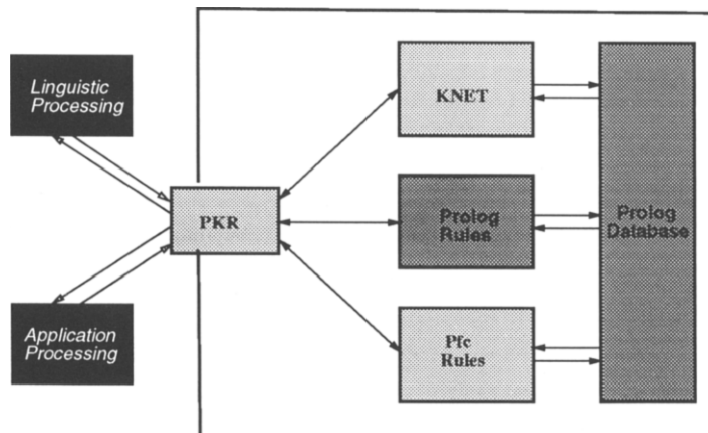 Linguistic
Processing
KNET
PKR
Prolog
Rules
Prolog
Database
Application
Processing
Pfc
Rules